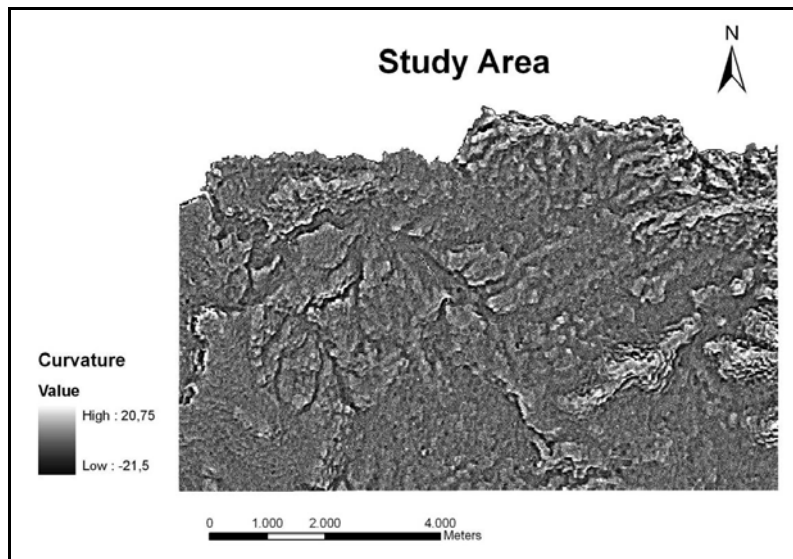 N
Study Area
Curvature
Value
High : 20,75
Low : -21,5
0 1.000 2.000 4.000
Meters